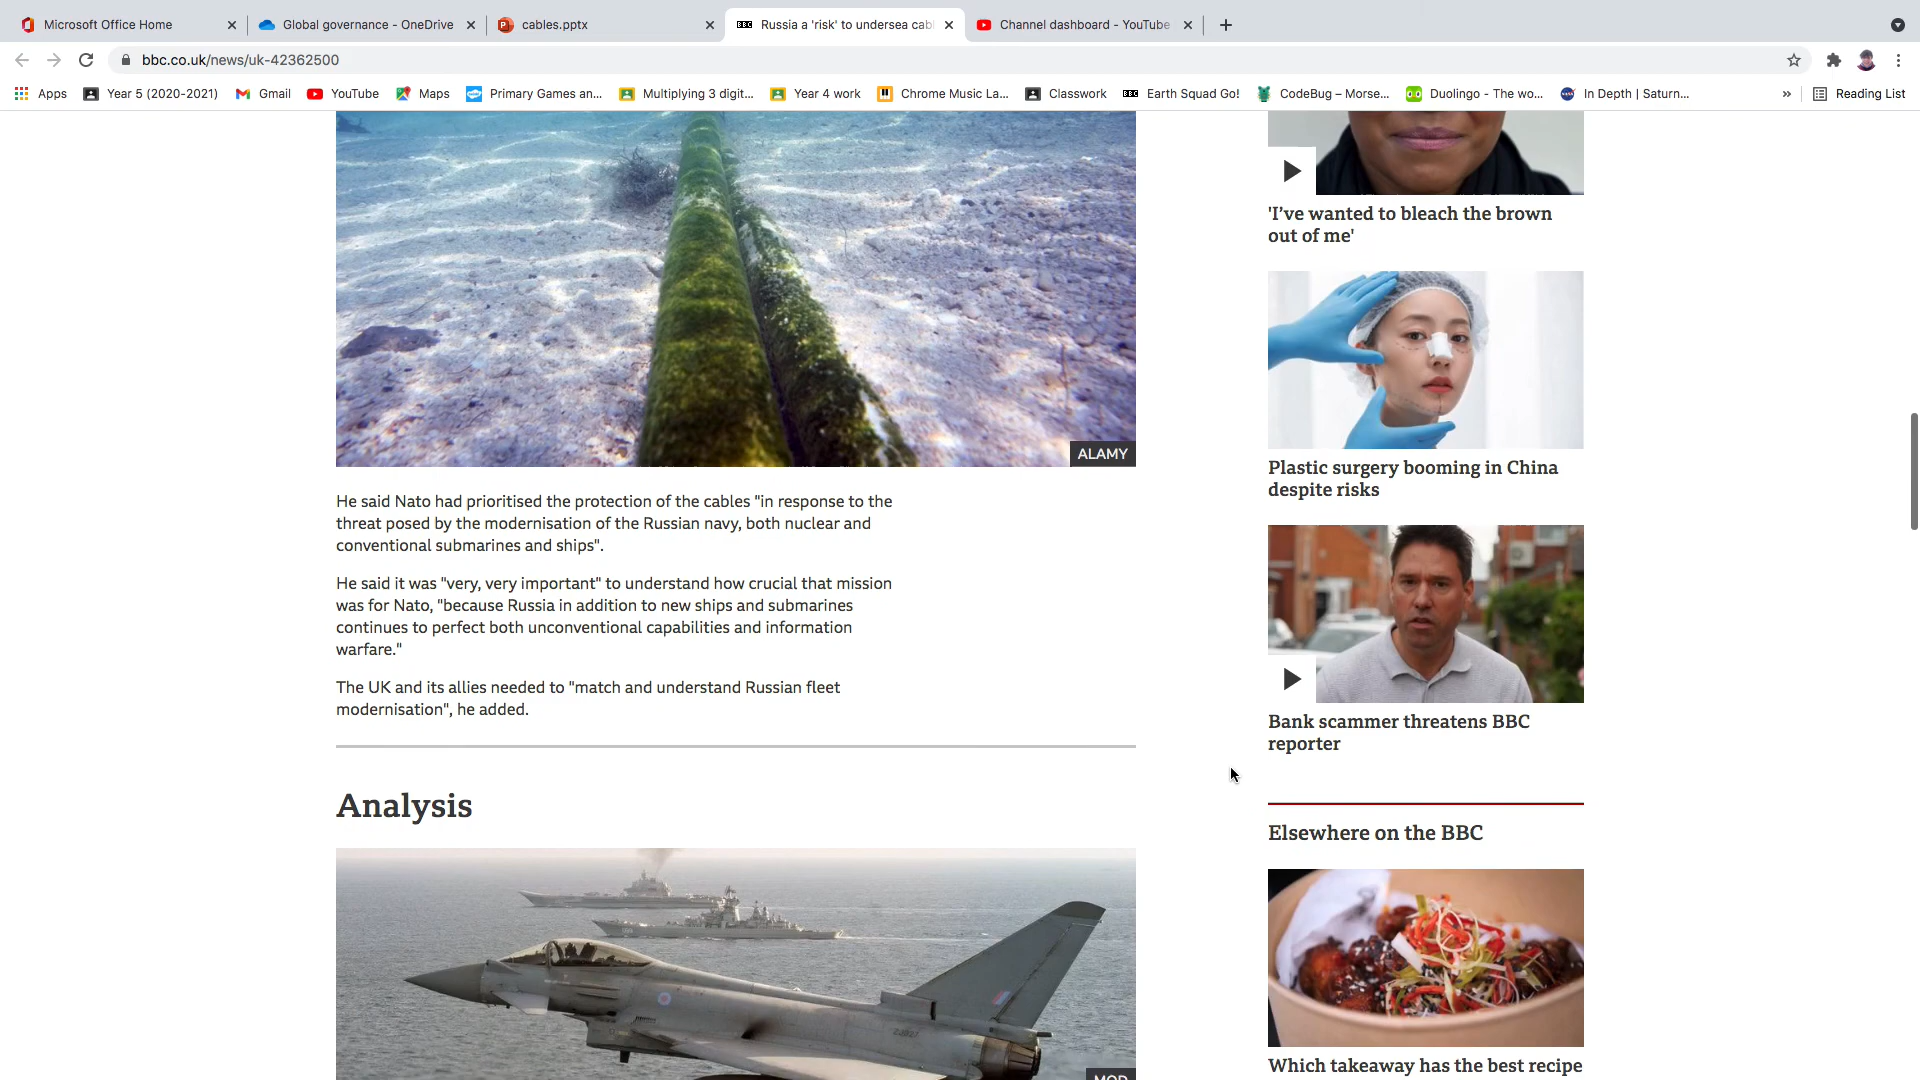 Microsoft Office Home
Global governance - OneDrive
cables.pptx
BBC
Russia a 'risk' to undersea cab
Channel dashboard - YouTube
bbc.co.uk/news/uk-42362500
Apps
Year 5 (2020-2021)
Gmail
YouTube
Maps
Primary Games an...
Multiplying 3 digit...
Year 4 work
Chrome Music La...
Classwork
BBC
Earth Squad Go!
CodeBug – Morse...
Duolingo - The wo...
In Depth | Saturn...
»
Reading List
ALAMY
He said Nato had prioritised the protection of the cables "in response to the
threat posed by the modernisation of the Russian navy, both nuclear and
conventional submarines and ships".
He said it was "very, very important" to understand how crucial that mission
was for Nato, "because Russia in addition to new ships and submarines
continues to perfect both unconventional capabilities and information
warfare."
The UK and its allies needed to "match and understand Russian fleet
modernisation", he added.
Analysis
MOD
'I've wanted to bleach the brown
out of me'
Plastic surgery booming in China
despite risks
Bank scammer threatens BBC
reporter
Elsewhere on the BBC
Which takeaway has the best recipe